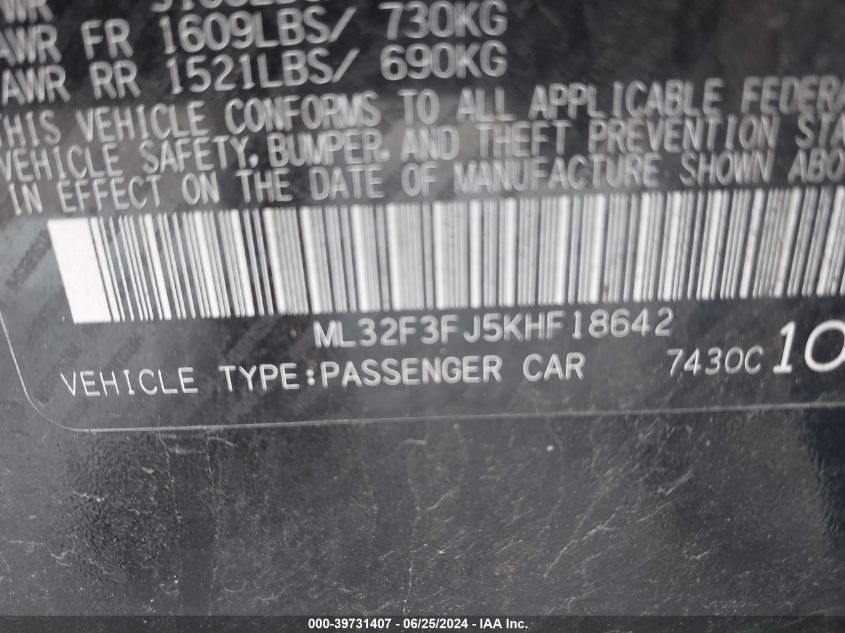 AWR FR 1609LBS/ 730KG
AWR RR 1521LBS/ 690KG
THIS VEHICLE CONFORMS TO ALL APPLICABLE FEDERA
VEHICLE SAFETY, BUMPER, AND THEFT PREVENTION STA
IN EFFECT ON THE DATE OF MANUFACTURE SHOWN ABO
ML32F3FJ5KHF18642
VEHICLE TYPE:PASSENGER CAR 7430C 10
000-39731407 - 06/25/2024 - IAAI.com